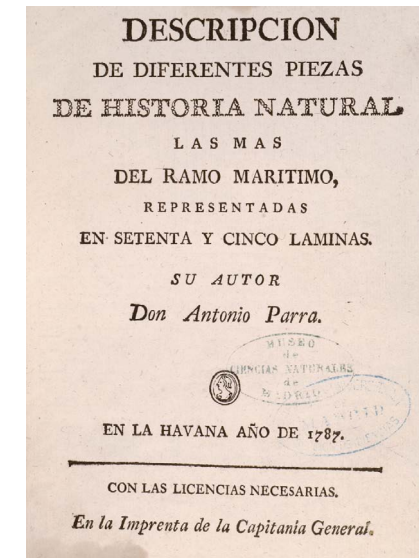 DESCRIPCION
DE DIFERENTES PIEZAS
DE HISTORIA NATURAL
LAS MAS
DEL RAMO MARITIMO,
REPRESENTADAS
EN SETENTA Y CINCO LAMINAS.
SU AUTOR
Don Antonio Parra.
MUSEO
de
CIENCIAS NATURALES
de
MADRID
EN LA HAVANA AÑO DE 1787.
CON LAS LICENCIAS NECESARIAS.
En la Imprenta de la Capitanía General.